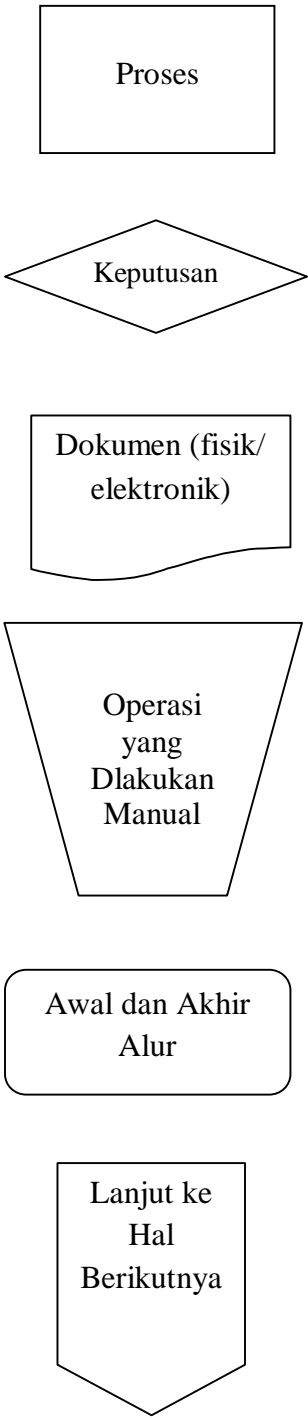 Proses
Keputusan
Dokumen (fisik/
elektronik)
Operasi
yang
Dlakukan
Manual
Awal dan Akhir
Alur
Lanjut ke
Hal
Berikutnya